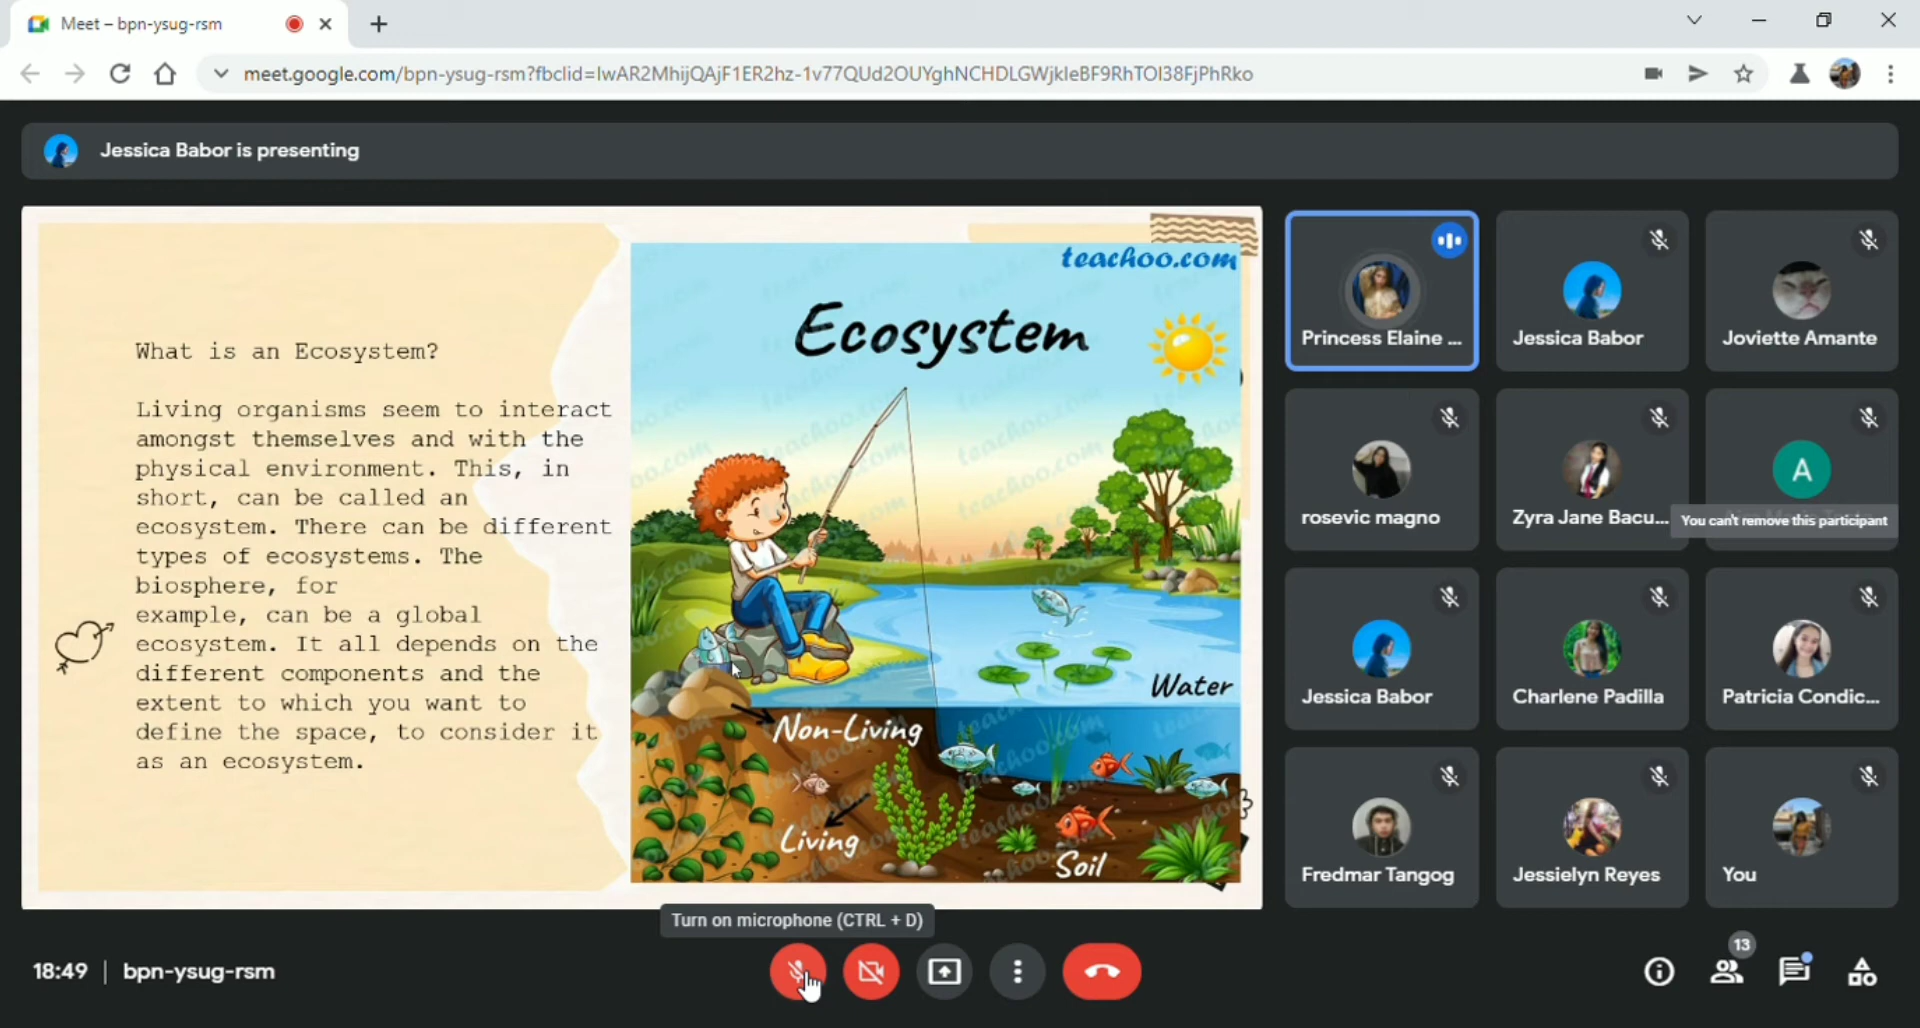 Meet – bpn-ysug-rsm
meet.google.com/bpn-ysug-rsm?fbclid=IwAR2MhijQAjF1ER2hz-1v77QUd2OUYghNCHDLGWjkIeBF9RhTOI38FjPhRko
Jessica Babor is presenting
What is an Ecosystem?
Living organisms seem to interact
amongst themselves and with the
physical environment. This, in
short, can be called an
ecosystem. There can be different
types of ecosystems. The
biosphere, for
example, can be a global
ecosystem. It all depends on the
different components and the
extent to which you want to
define the space, to consider it
as an ecosystem.
teachoo.com
Ecosystem
Water
Non-Living
Living
Soil
Princess Elaine ...
Jessica Babor
Joviette Amante
rosevic magno
Zyra Jane Bacu...
A
You can't remove this participant
Jessica Babor
Charlene Padilla
Patricia Condic...
Fredmar Tangog
Jessielyn Reyes
You
Turn on microphone (CTRL + D)
18:49 | bpn-ysug-rsm
13